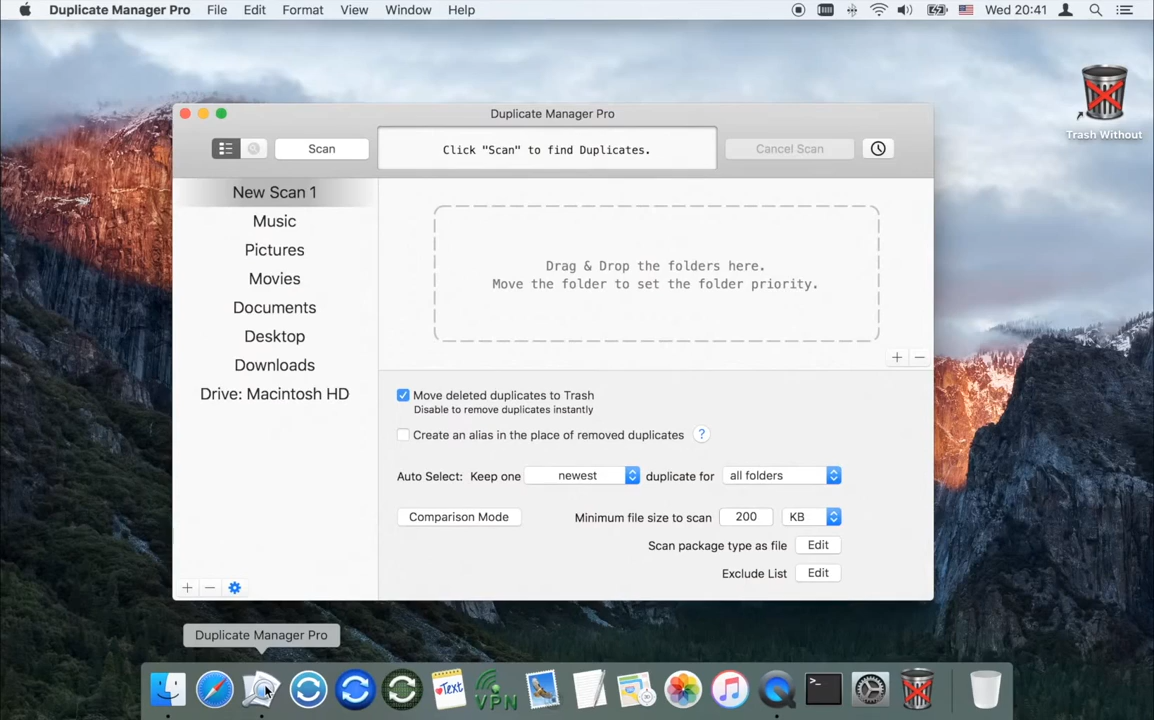 Duplicate Manager Pro File Edit Format View Window Help Wed 20:41
Trash Without
Duplicate Manager Pro
Scan
Click "Scan" to find Duplicates.
Cancel Scan
New Scan 1
Music
Pictures
Movies
Documents
Desktop
Downloads
Drive: Macintosh HD
Drag & Drop the folders here.
Move the folder to set the folder priority.
Move deleted duplicates to Trash
Disable to remove duplicates instantly
Create an alias in the place of removed duplicates ?
Auto Select: Keep one newest duplicate for all folders
Comparison Mode Minimum file size to scan 200 KB
Scan package type as file Edit
Exclude List Edit
Duplicate Manager Pro
Text
VPN
>_